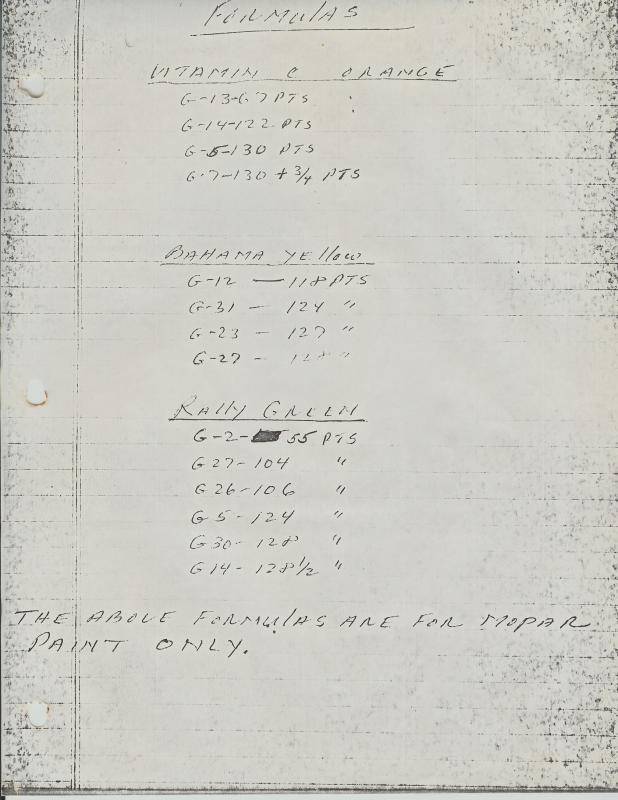 FORMULAS
VITAMIN C ORANGE
G-13-67 PTS
G-14-122 PTS
G-5-130 PTS
G-7-130 + 3/4 PTS
BAHAMA YELLOW
G-12 — 118 PTS
G-31 - 124 "
G-23 - 127 "
G-27 - 128 "
RALLY GREEN
G-2- 55 PTS
G27-104 "
G26-106 "
G5-124 "
G30-128 "
G14-128 1/2 "
THE ABOVE FORMULAS ARE FOR MOPAR
PAINT ONLY.